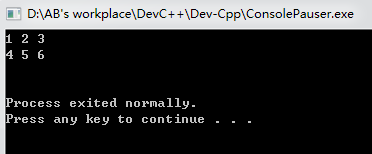 D:\AB's workplace\DevC++\Dev-Cpp\ConsolePauser.exe
1 2 3
4 5 6
Process exited normally.
Press any key to continue . . .